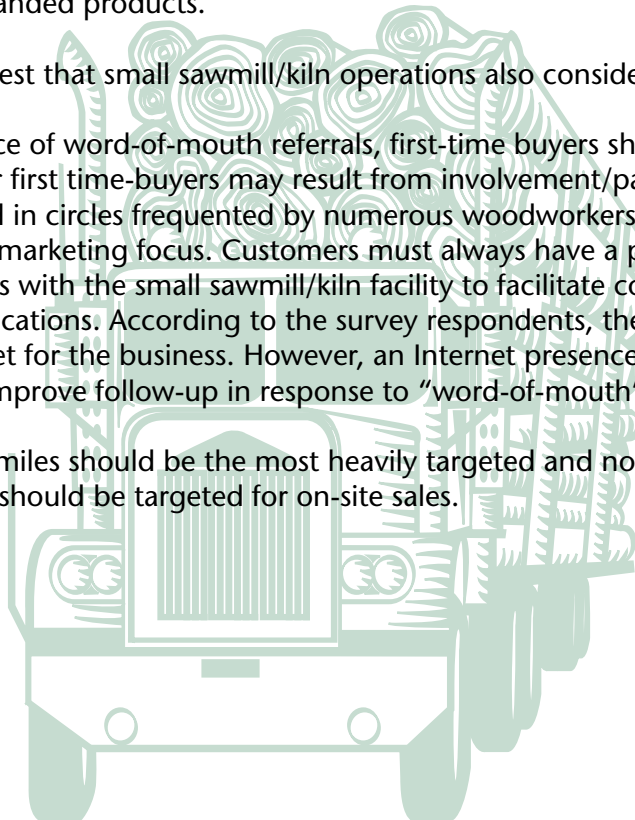 anded products.
est that small sawmill/kiln operations also conside
ce of word-of-mouth referrals, first-time buyers sh
r first time-buyers may result from involvement/pa
l in circles frequented by numerous woodworkers
marketing focus. Customers must always have a p
s with the small sawmill/kiln facility to facilitate co
cations. According to the survey respondents, the
et for the business. However, an Internet presence
mprove follow-up in response to “word-of-mouth”
miles should be the most heavily targeted and no
should be targeted for on-site sales.